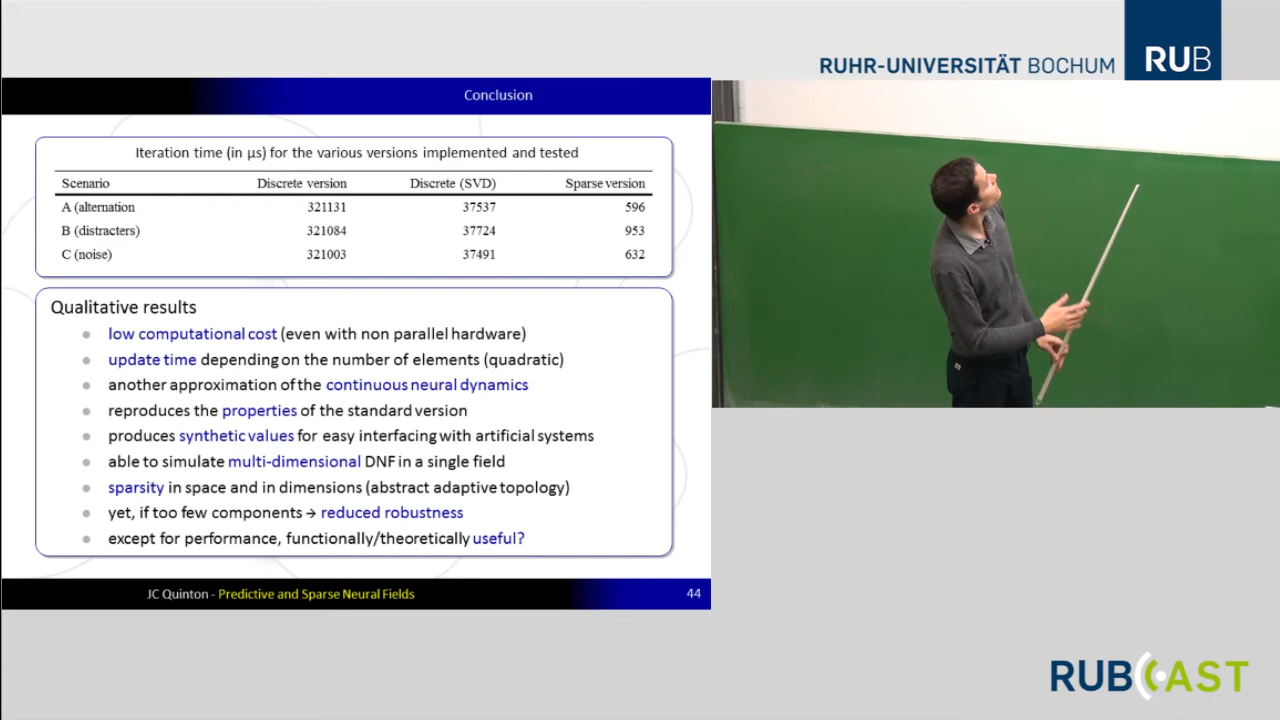 RUHR-UNIVERSITÄT BOCHUM RUB
Conclusion
Iteration time (in µs) for the various versions implemented and tested
Scenario Discrete version Discrete (SVD) Sparse version
A (alternation 321131 37537 596
B (distracters) 321084 37724 953
C (noise) 321003 37491 632
Qualitative results
low computational cost (even with non parallel hardware)
update time depending on the number of elements (quadratic)
another approximation of the continuous neural dynamics
reproduces the properties of the standard version
produces synthetic values for easy interfacing with artificial systems
able to simulate multi-dimensional DNF in a single field
sparsity in space and in dimensions (abstract adaptive topology)
yet, if too few components → reduced robustness
except for performance, functionally/theoretically useful?
JC Quinton - Predictive and Sparse Neural Fields 44
RUBCAST